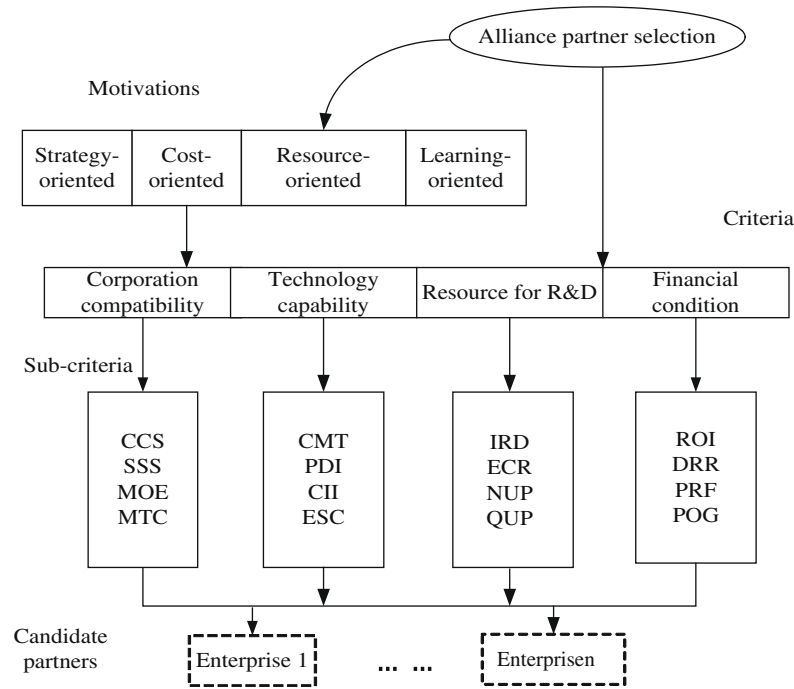 Alliance partner selection
Motivations
Strategy-
oriented
Cost-
oriented
Resource-
oriented
Learning-
oriented
Criteria
Corporation
compatibility
Technology
capability
Resource for R&D
Financial
condition
Sub-criteria
CCS
SSS
MOE
MTC
CMT
PDI
CII
ESC
IRD
ECR
NUP
QUP
ROI
DRR
PRF
POG
Candidate
partners
Enterprise 1
... ...
Enterprisen